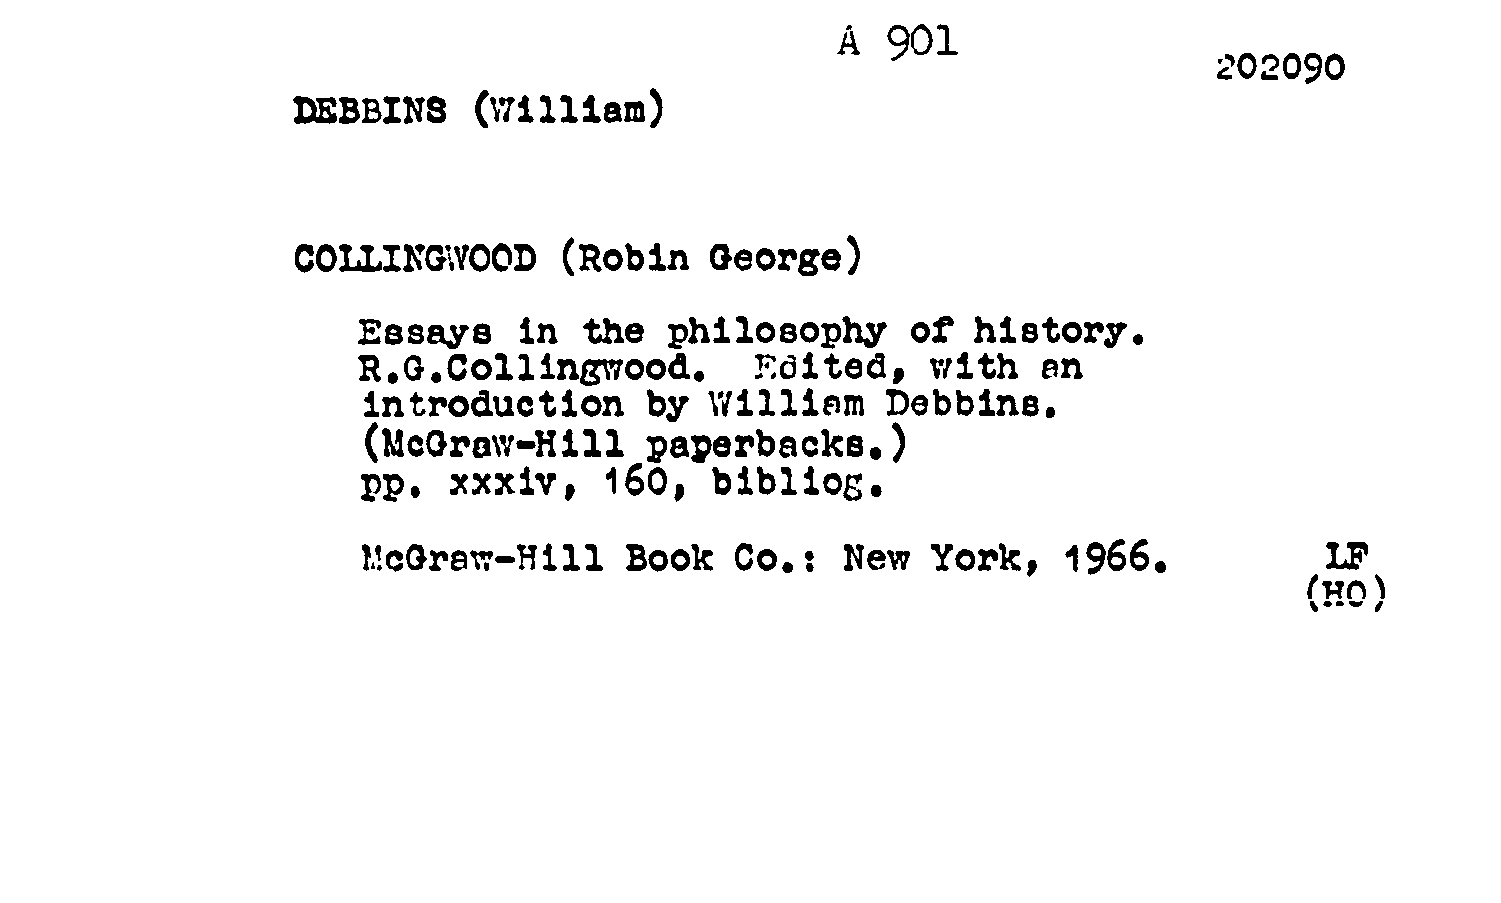 A 901
202090
DEBBINS (William)
COLLINGWOOD (Robin George)
Essays in the philosophy of history.
R.G.Collingwood. Edited, with an
introduction by William Debbins.
(McGraw-Hill paperbacks.)
pp. xxxiv, 160, bibliog.
McGraw-Hill Book Co.: New York, 1966. LF
(HO)